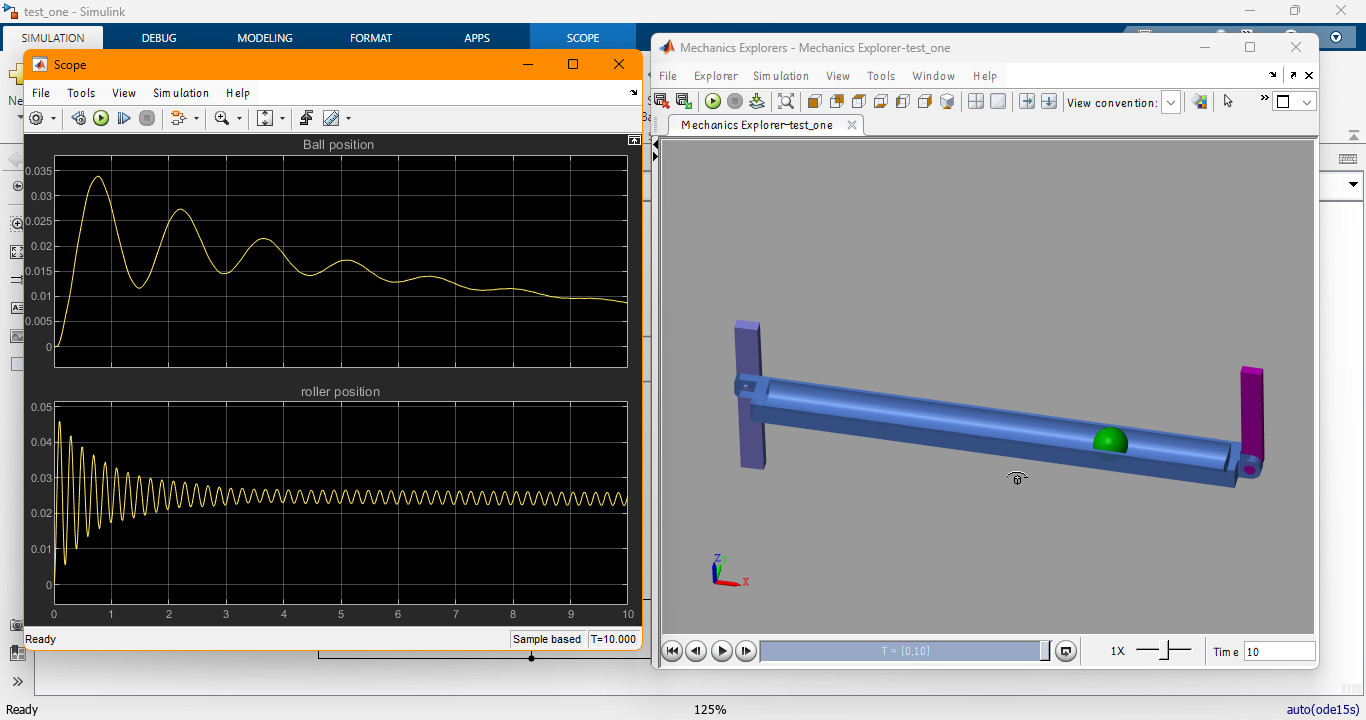 test_one - Simulink
SIMULATION DEBUG MODELING FORMAT APPS SCOPE
Scope
File Tools View Simulation Help
Ball position
0.035
0.03
0.025
0.02
0.015
0.01
0.005
0
roller position
0.05
0.04
0.03
0.02
0.01
0
0 1 2 3 4 5 6 7 8 9 10
Ready Sample based T=10.000
Mechanics Explorers - Mechanics Explorer-test_one
File Explorer Simulation View Tools Window Help
View convention:
Mechanics Explorer-test_one
Z Y
X
T = [0,10] 1X Time 10
Ready 125% auto(ode15s)